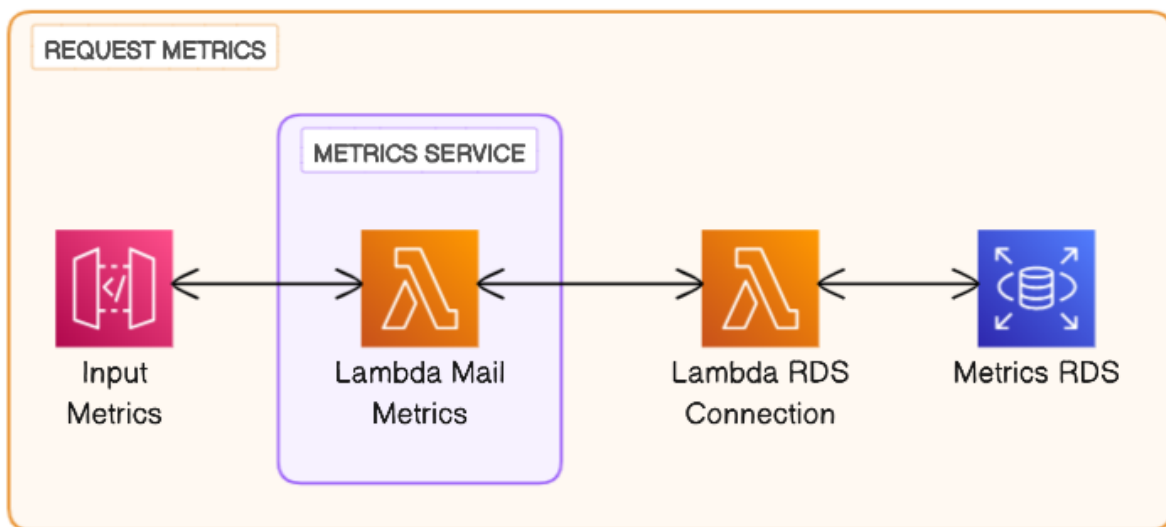 REQUEST METRICS
METRICS SERVICE
</>
Input
Metrics
Lambda Mail
Metrics
Lambda RDS
Connection
Metrics RDS